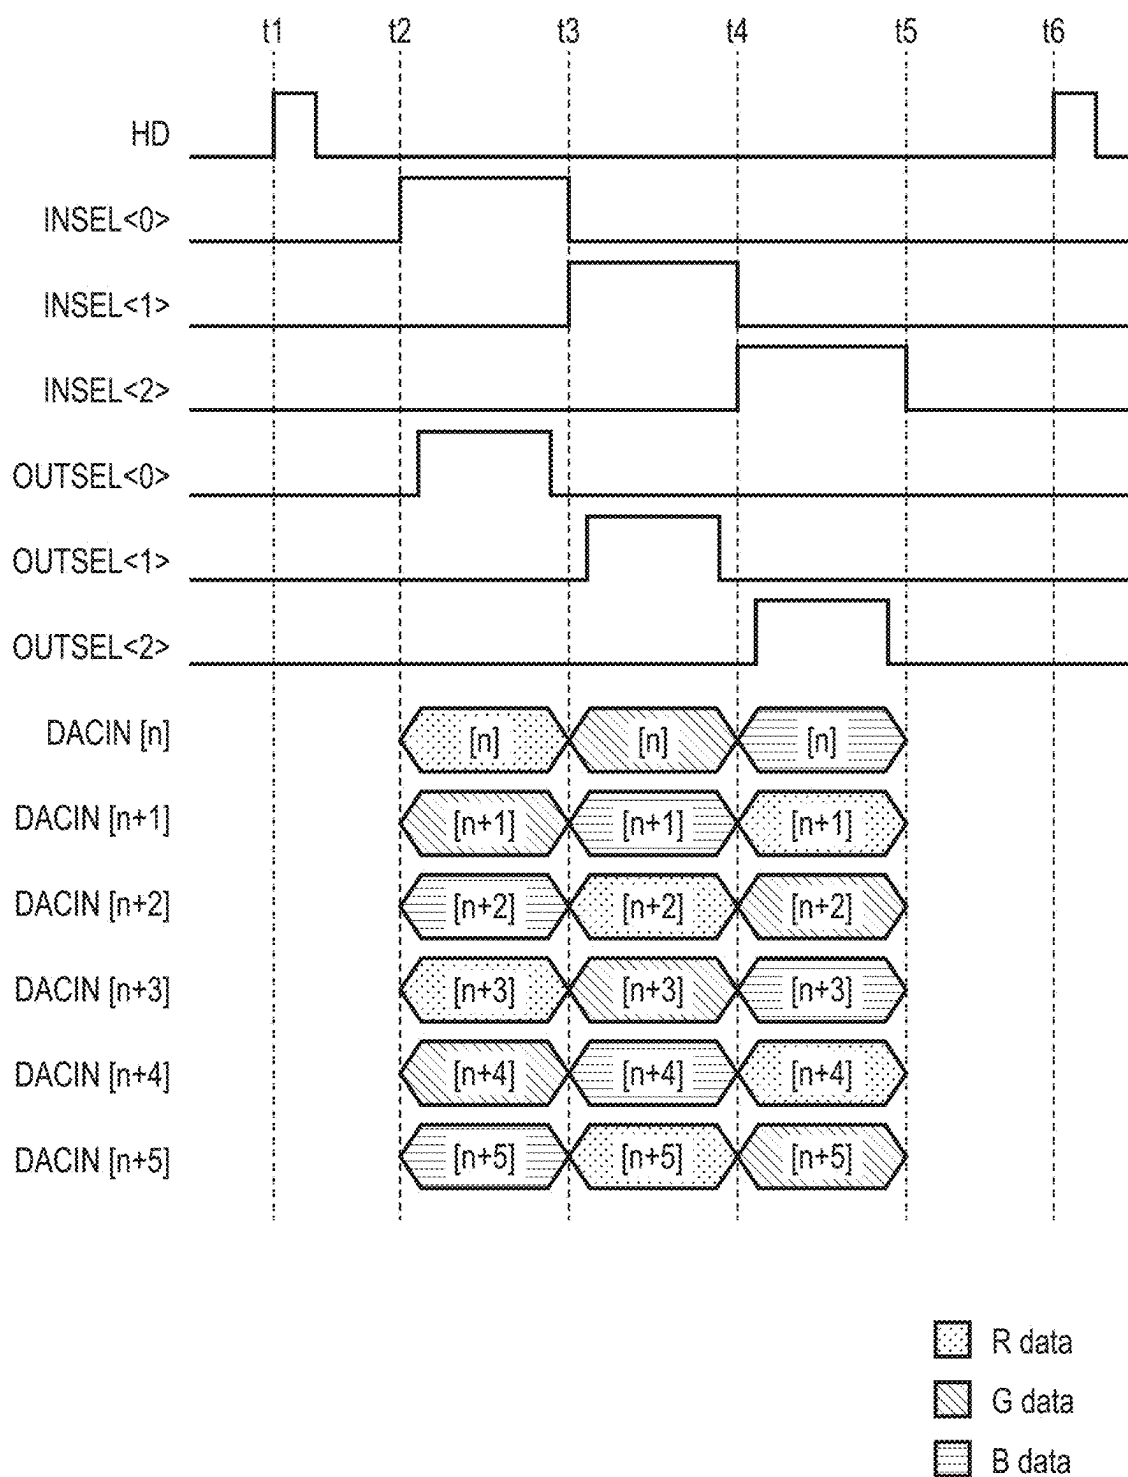 t1 t2 t3 t4 t5 t6
HD
INSEL<0>
INSEL<1>
INSEL<2>
OUTSEL<0>
OUTSEL<1>
OUTSEL<2>
DACIN [n] [n] [n] [n]
DACIN [n+1] [n+1] [n+1] [n+1]
DACIN [n+2] [n+2] [n+2] [n+2]
DACIN [n+3] [n+3] [n+3] [n+3]
DACIN [n+4] [n+4] [n+4] [n+4]
DACIN [n+5] [n+5] [n+5] [n+5]
R data
G data
B data